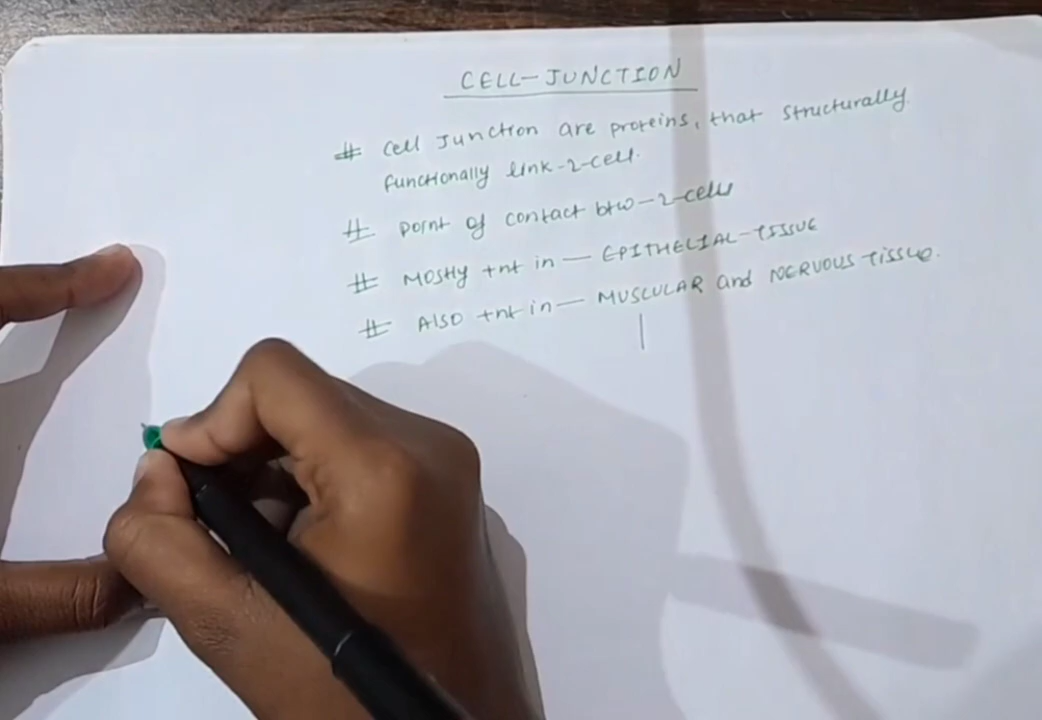 CELL-JUNCTION
# Cell Junction are proteins, that structurally
functionally link-2-cell.
# point of contact btw-2-cells
# Mostly +nt in — EPITHELIAL-TISSUE
# Also +nt in — MUSCULAR and NERVOUS Tissue.